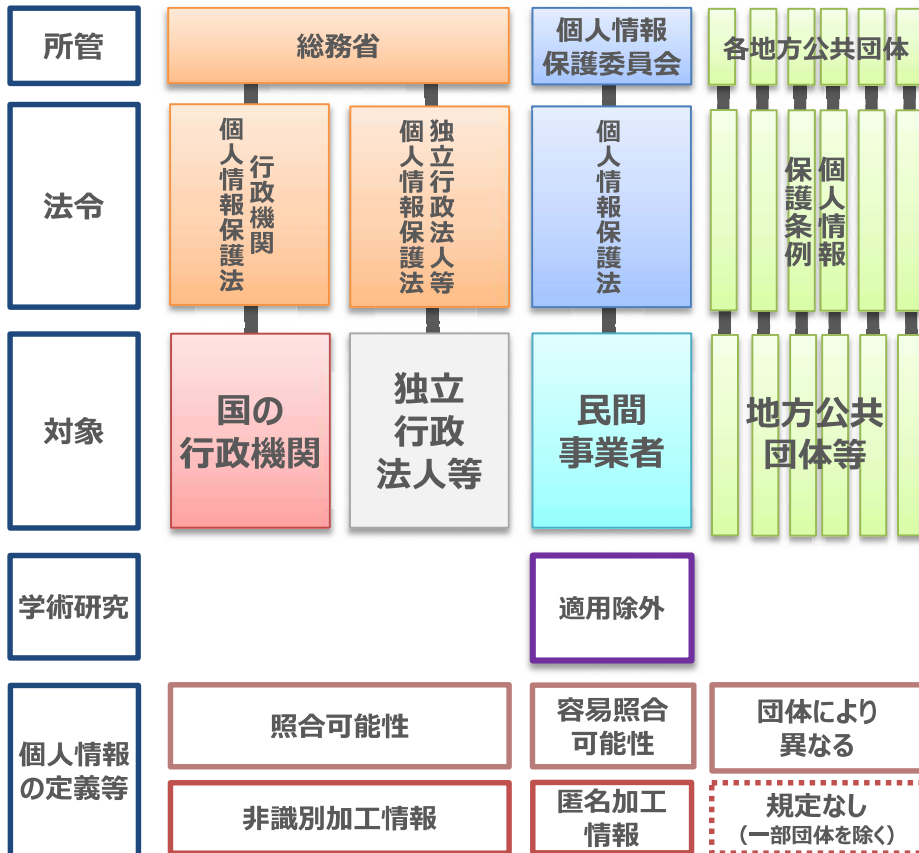 所管
総務省
個人情報
保護委員会
各地方公共団体
法令
行政機関
個人情報保護法
独立行政法人等
個人情報保護法
個人情報保護法
個人情報
保護条例
対象
国の
行政機関
独立
行政
法人等
民間
事業者
地方公共
団体等
学術研究
適用除外
個人情報
の定義等
照合可能性
容易照合
可能性
団体により
異なる
非識別加工情報
匿名加工
情報
規定なし
（一部団体を除く）